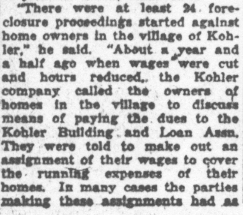 "There were at least 24 fore-
closure proceedings started against
home owners in the village of Koh-
ler," he said. "About a year and
a half ago when wages were cut
and hours reduced, the Kohler
company called the owners of
homes in the village to discuss
means of paying the dues to the
Kohler Building and Loan Assn.
They were told to make out an
assignment of their wages to cover
the running expenses of their
homes. In many cases the parties
making these assignments had as